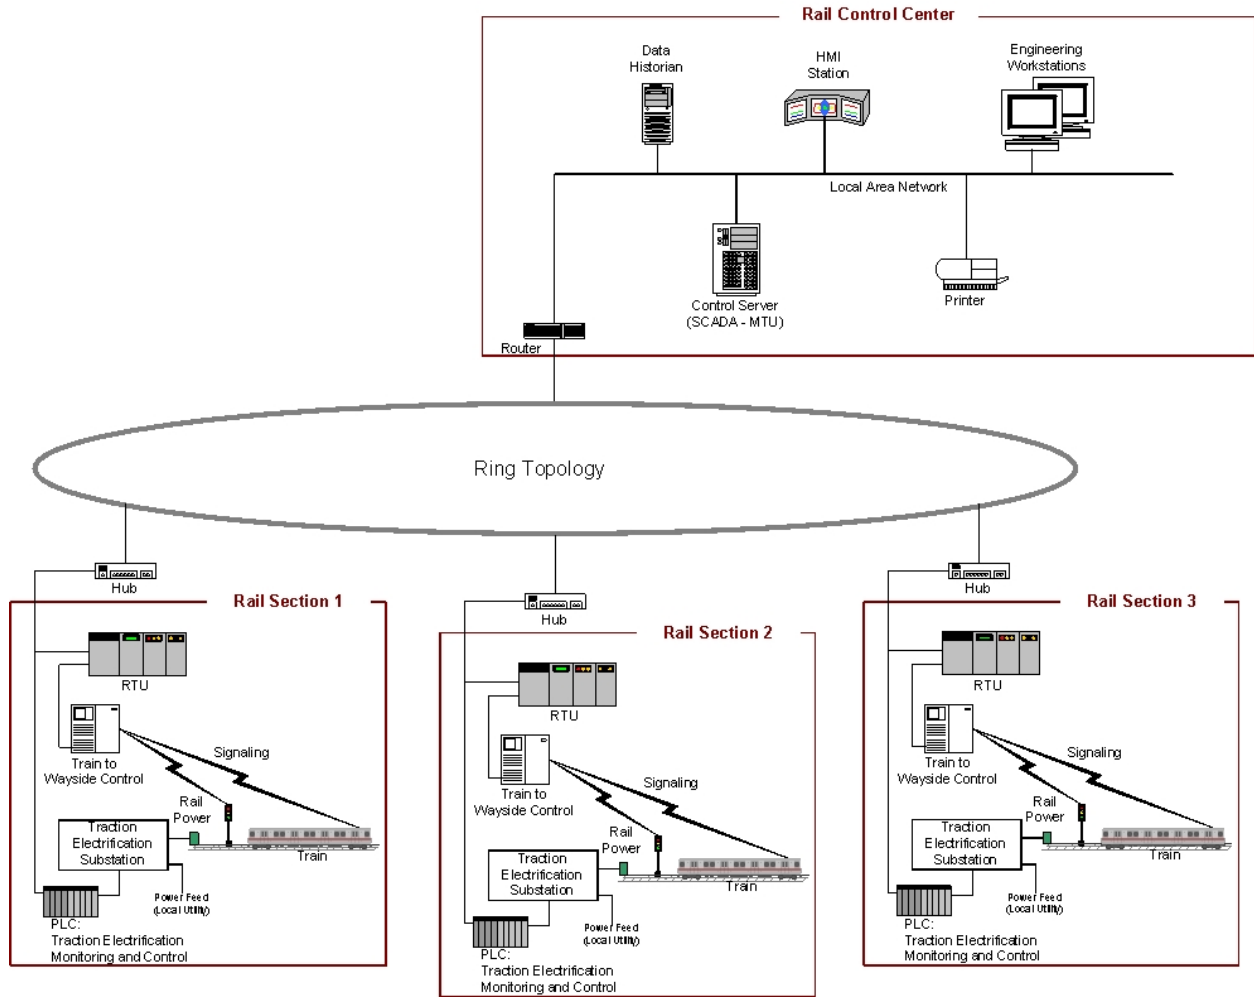 Rail Control Center
Data
Historian
HMI
Station
Engineering
Workstations
Local Area Network
Control Server
(SCADA - MTU)
Printer
Router
Ring Topology
Hub
Rail Section 1
RTU
Train to
Wayside Control
Signaling
Rail
Power
Traction
Electrification
Substation
Train
Power Feed
(Local Utility)
PLC:
Traction Electrification
Monitoring and Control
Hub
Rail Section 2
RTU
Train to
Wayside Control
Signaling
Rail
Power
Traction
Electrification
Substation
Train
Power Feed
(Local Utility)
PLC:
Traction Electrification
Monitoring and Control
Hub
Rail Section 3
RTU
Train to
Wayside Control
Signaling
Rail
Power
Traction
Electrification
Substation
Train
Power Feed
(Local Utility)
PLC:
Traction Electrification
Monitoring and Control